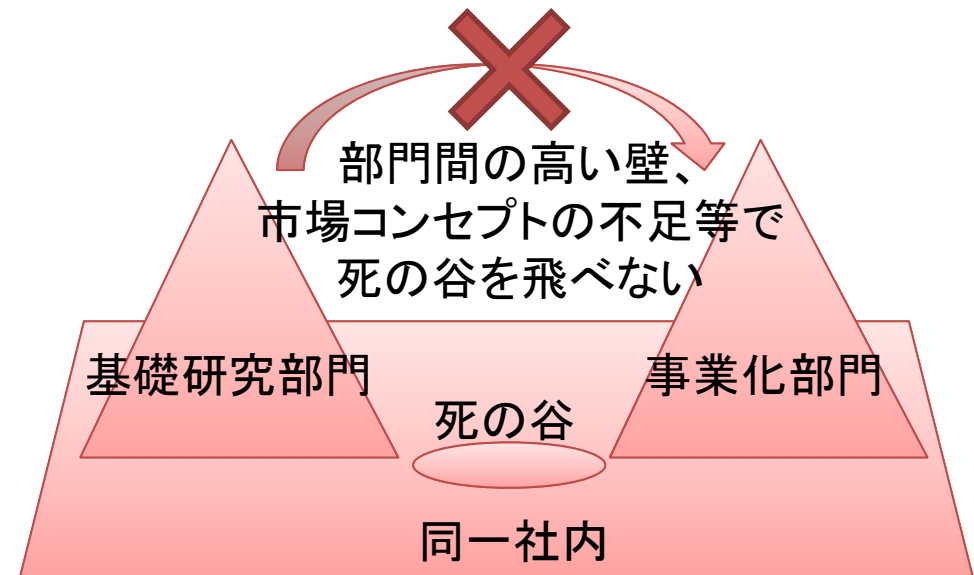 部門間の高い壁、
市場コンセプトの不足等で
死の谷を飛べない
基礎研究部門
事業化部門
死の谷
同一社内